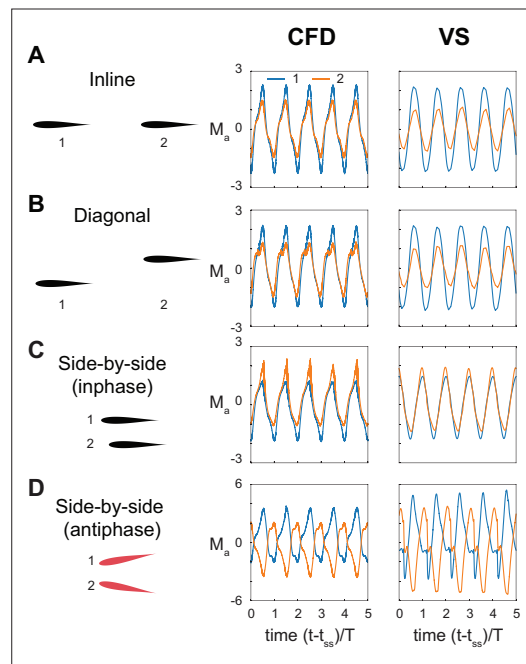 CFD VS
A
Inline
1 2
3
M_a 0
-3
1 2
B
Diagonal
1 2
3
M_a 0
-3
C
Side-by-side
(inphase)
1
2
3
M_a 0
-3
D
Side-by-side
(antiphase)
1
2
6
M_a 0
-6
0 1 2 3 4 5 0 1 2 3 4 5
time (t-t_ss)/T time (t-t_ss)/T